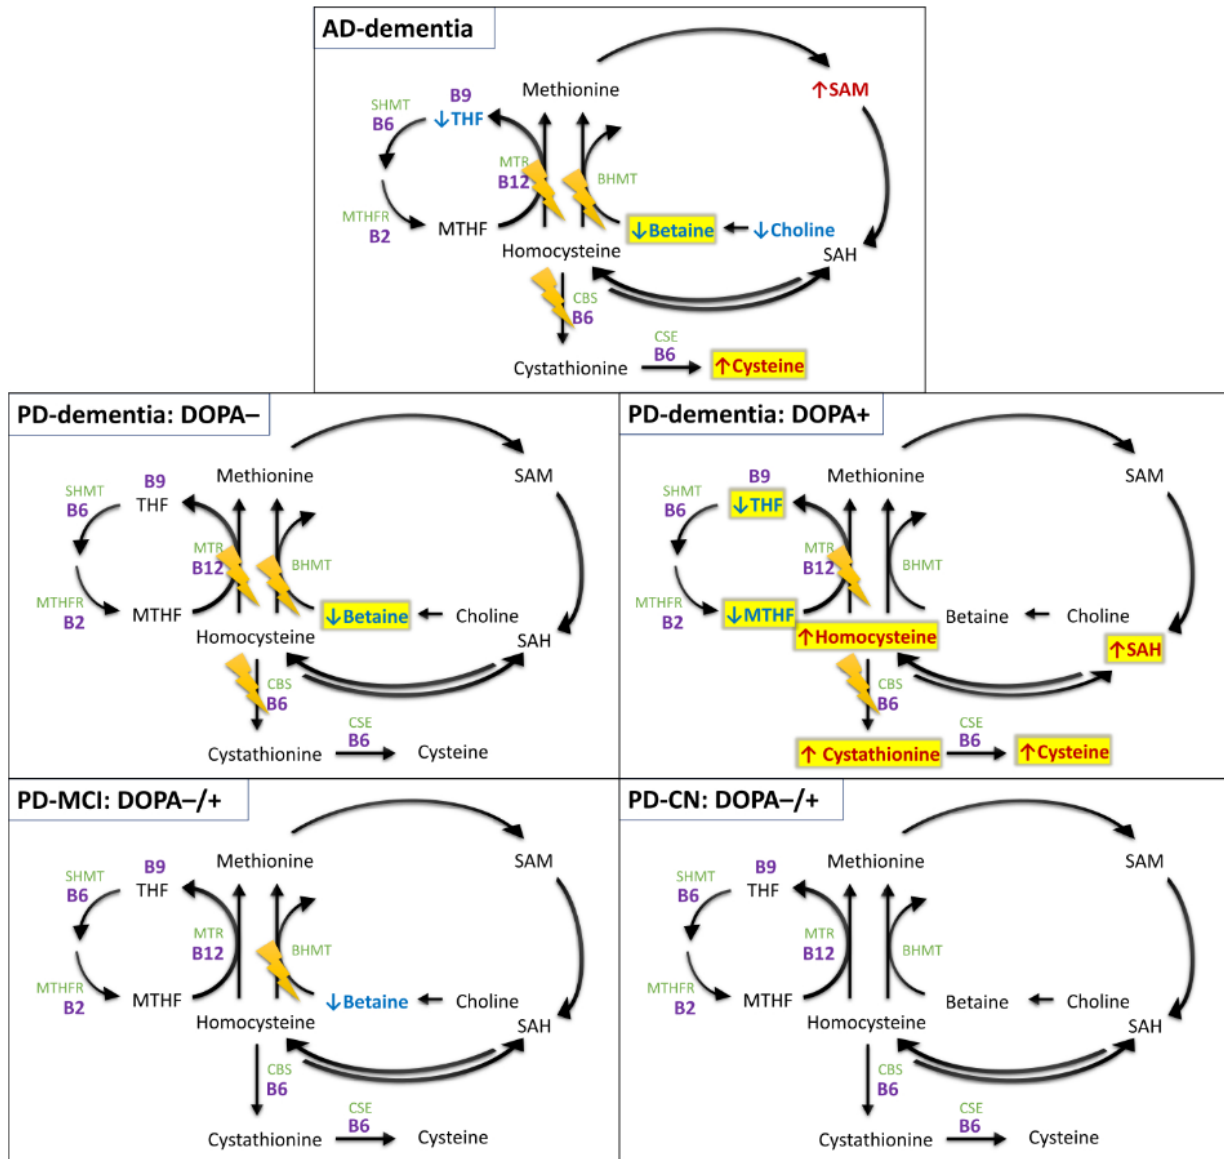 AD-dementia
Methionine
↑SAM
B9
SHMT
↓THF
B6
MTR
B12
BHMT
MTHFR
B2
MTHF
↓Betaine
↓Choline
Homocysteine
SAH
CBS
B6
CSE
B6
Cystathionine
↑Cysteine
PD-dementia: DOPA–
Methionine
SAM
B9
SHMT
THF
B6
MTR
B12
BHMT
MTHFR
B2
MTHF
↓Betaine
Choline
Homocysteine
SAH
CBS
B6
CSE
B6
Cystathionine
Cysteine
PD-dementia: DOPA+
Methionine
SAM
B9
SHMT
↓THF
B6
MTR
B12
BHMT
MTHFR
B2
↓MTHF
Betaine
Choline
↑Homocysteine
↑SAH
CBS
B6
CSE
B6
↑ Cystathionine
↑Cysteine
PD-MCI: DOPA–/+
Methionine
SAM
B9
SHMT
THF
B6
MTR
B12
BHMT
MTHFR
B2
MTHF
↓Betaine
Choline
Homocysteine
SAH
CBS
B6
CSE
B6
Cystathionine
Cysteine
PD-CN: DOPA–/+
Methionine
SAM
B9
SHMT
THF
B6
MTR
B12
BHMT
MTHFR
B2
MTHF
Betaine
Choline
Homocysteine
SAH
CBS
B6
CSE
B6
Cystathionine
Cysteine